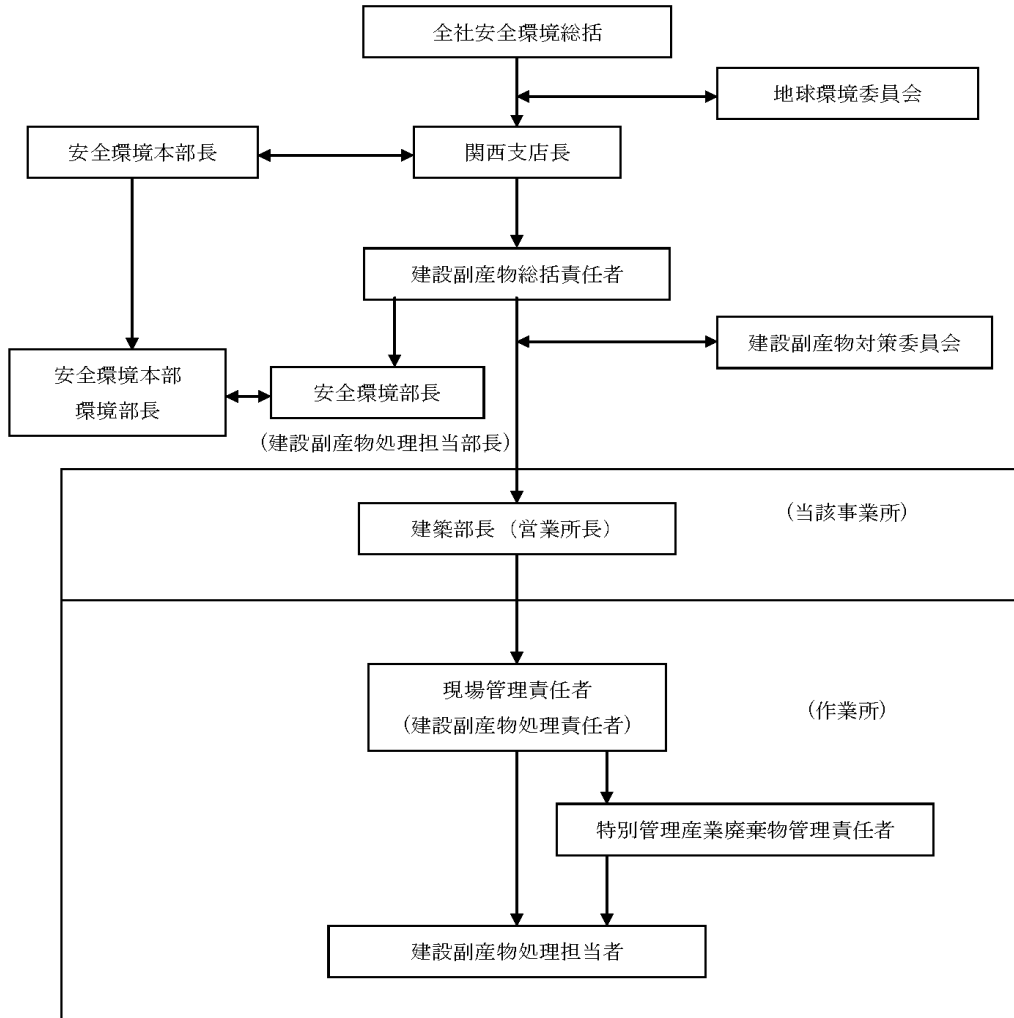 全社安全環境総括
地球環境委員会
安全環境本部長
関西支店長
建設副産物総括責任者
建設副産物対策委員会
安全環境本部
環境部長
安全環境部長
(建設副産物処理担当部長)
(当該事業所)
建築部長 (営業所長)
現場管理責任者
(建設副産物処理責任者)
(作業所)
特別管理産業廃棄物管理責任者
建設副産物処理担当者